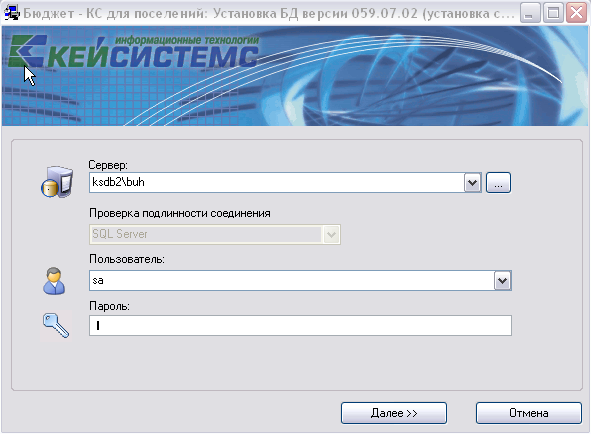 Бюджет - КС для поселений: Установка БД версии 059.07.02 (установка с...
информационные технологии
КЕЙСИСТЕМС
Сервер:
ksdb2\buh
...
Проверка подлинности соединения
SQL Server
Пользователь:
sa
Пароль:
Далее >>
Отмена